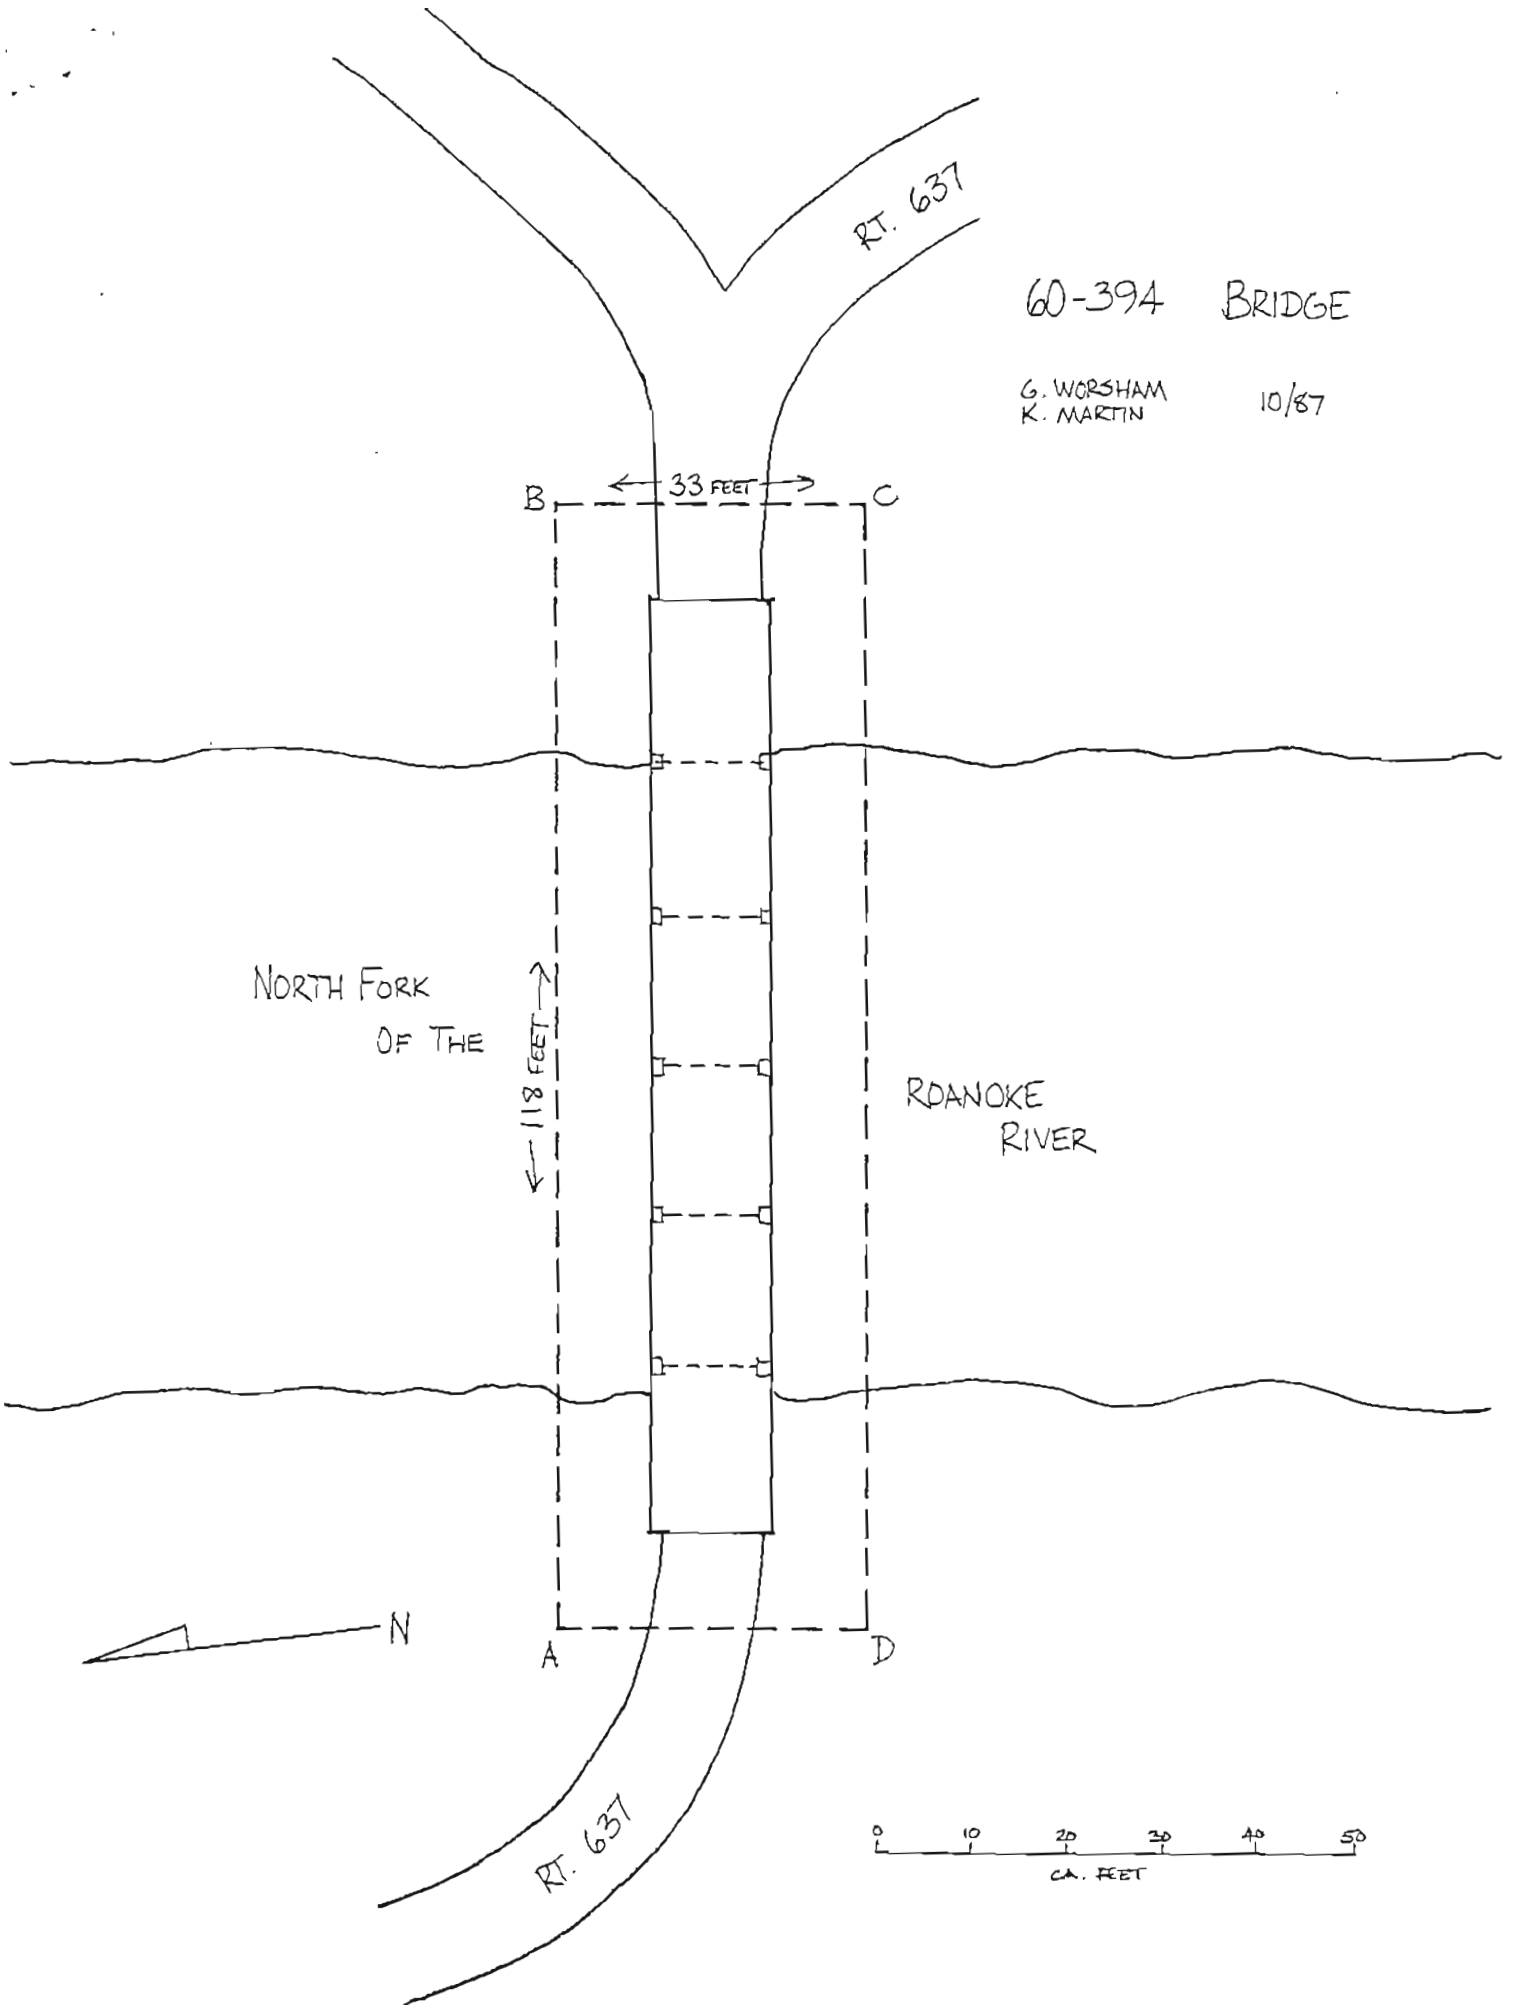 RT. 637
60-394 BRIDGE
G. WORSHAM
K. MARTIN 10/87
33 FEET
B
C
NORTH FORK
OF THE
118 FEET
ROANOKE
RIVER
N
A
D
RT. 637
0 10 20 30 40 50
CA. FEET